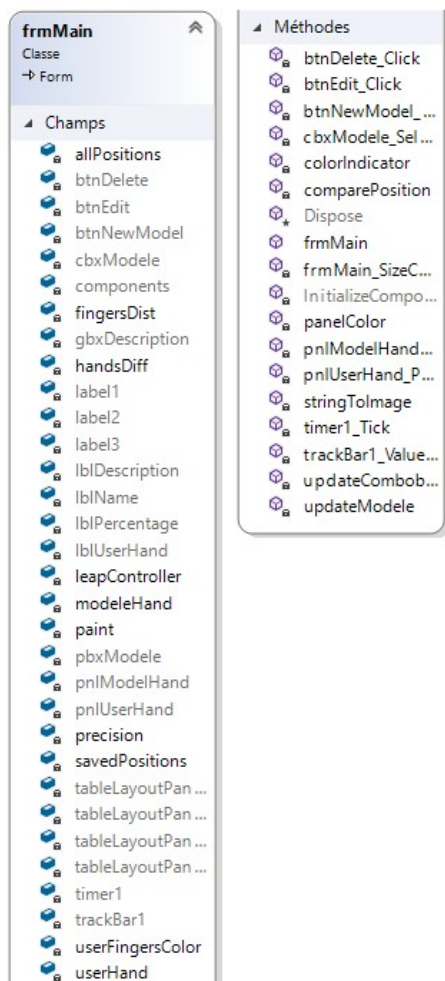 frmMain
Classe
Form
Champs
allPositions
btnDelete
btnEdit
btnNewModel
cbxModele
components
fingersDist
gbxDescription
handsDiff
label1
label2
label3
lblDescription
lblName
lblPercentage
lblUserHand
leapController
modeleHand
paint
pbxModele
pnlModelHand
pnlUserHand
precision
savedPositions
tableLayoutPan...
tableLayoutPan...
tableLayoutPan...
tableLayoutPan...
timer1
trackBar1
userFingersColor
userHand
Méthodes
btnDelete_Click
btnEdit_Click
btnNewModel_...
cbxModele_Sel...
colorIndicator
comparePosition
Dispose
frmMain
frmMain_SizeC...
InitializeCompo...
panelColor
pnlModelHand...
pnlUserHand_P...
stringToImage
timer1_Tick
trackBar1_Value...
updateCombob...
updateModele